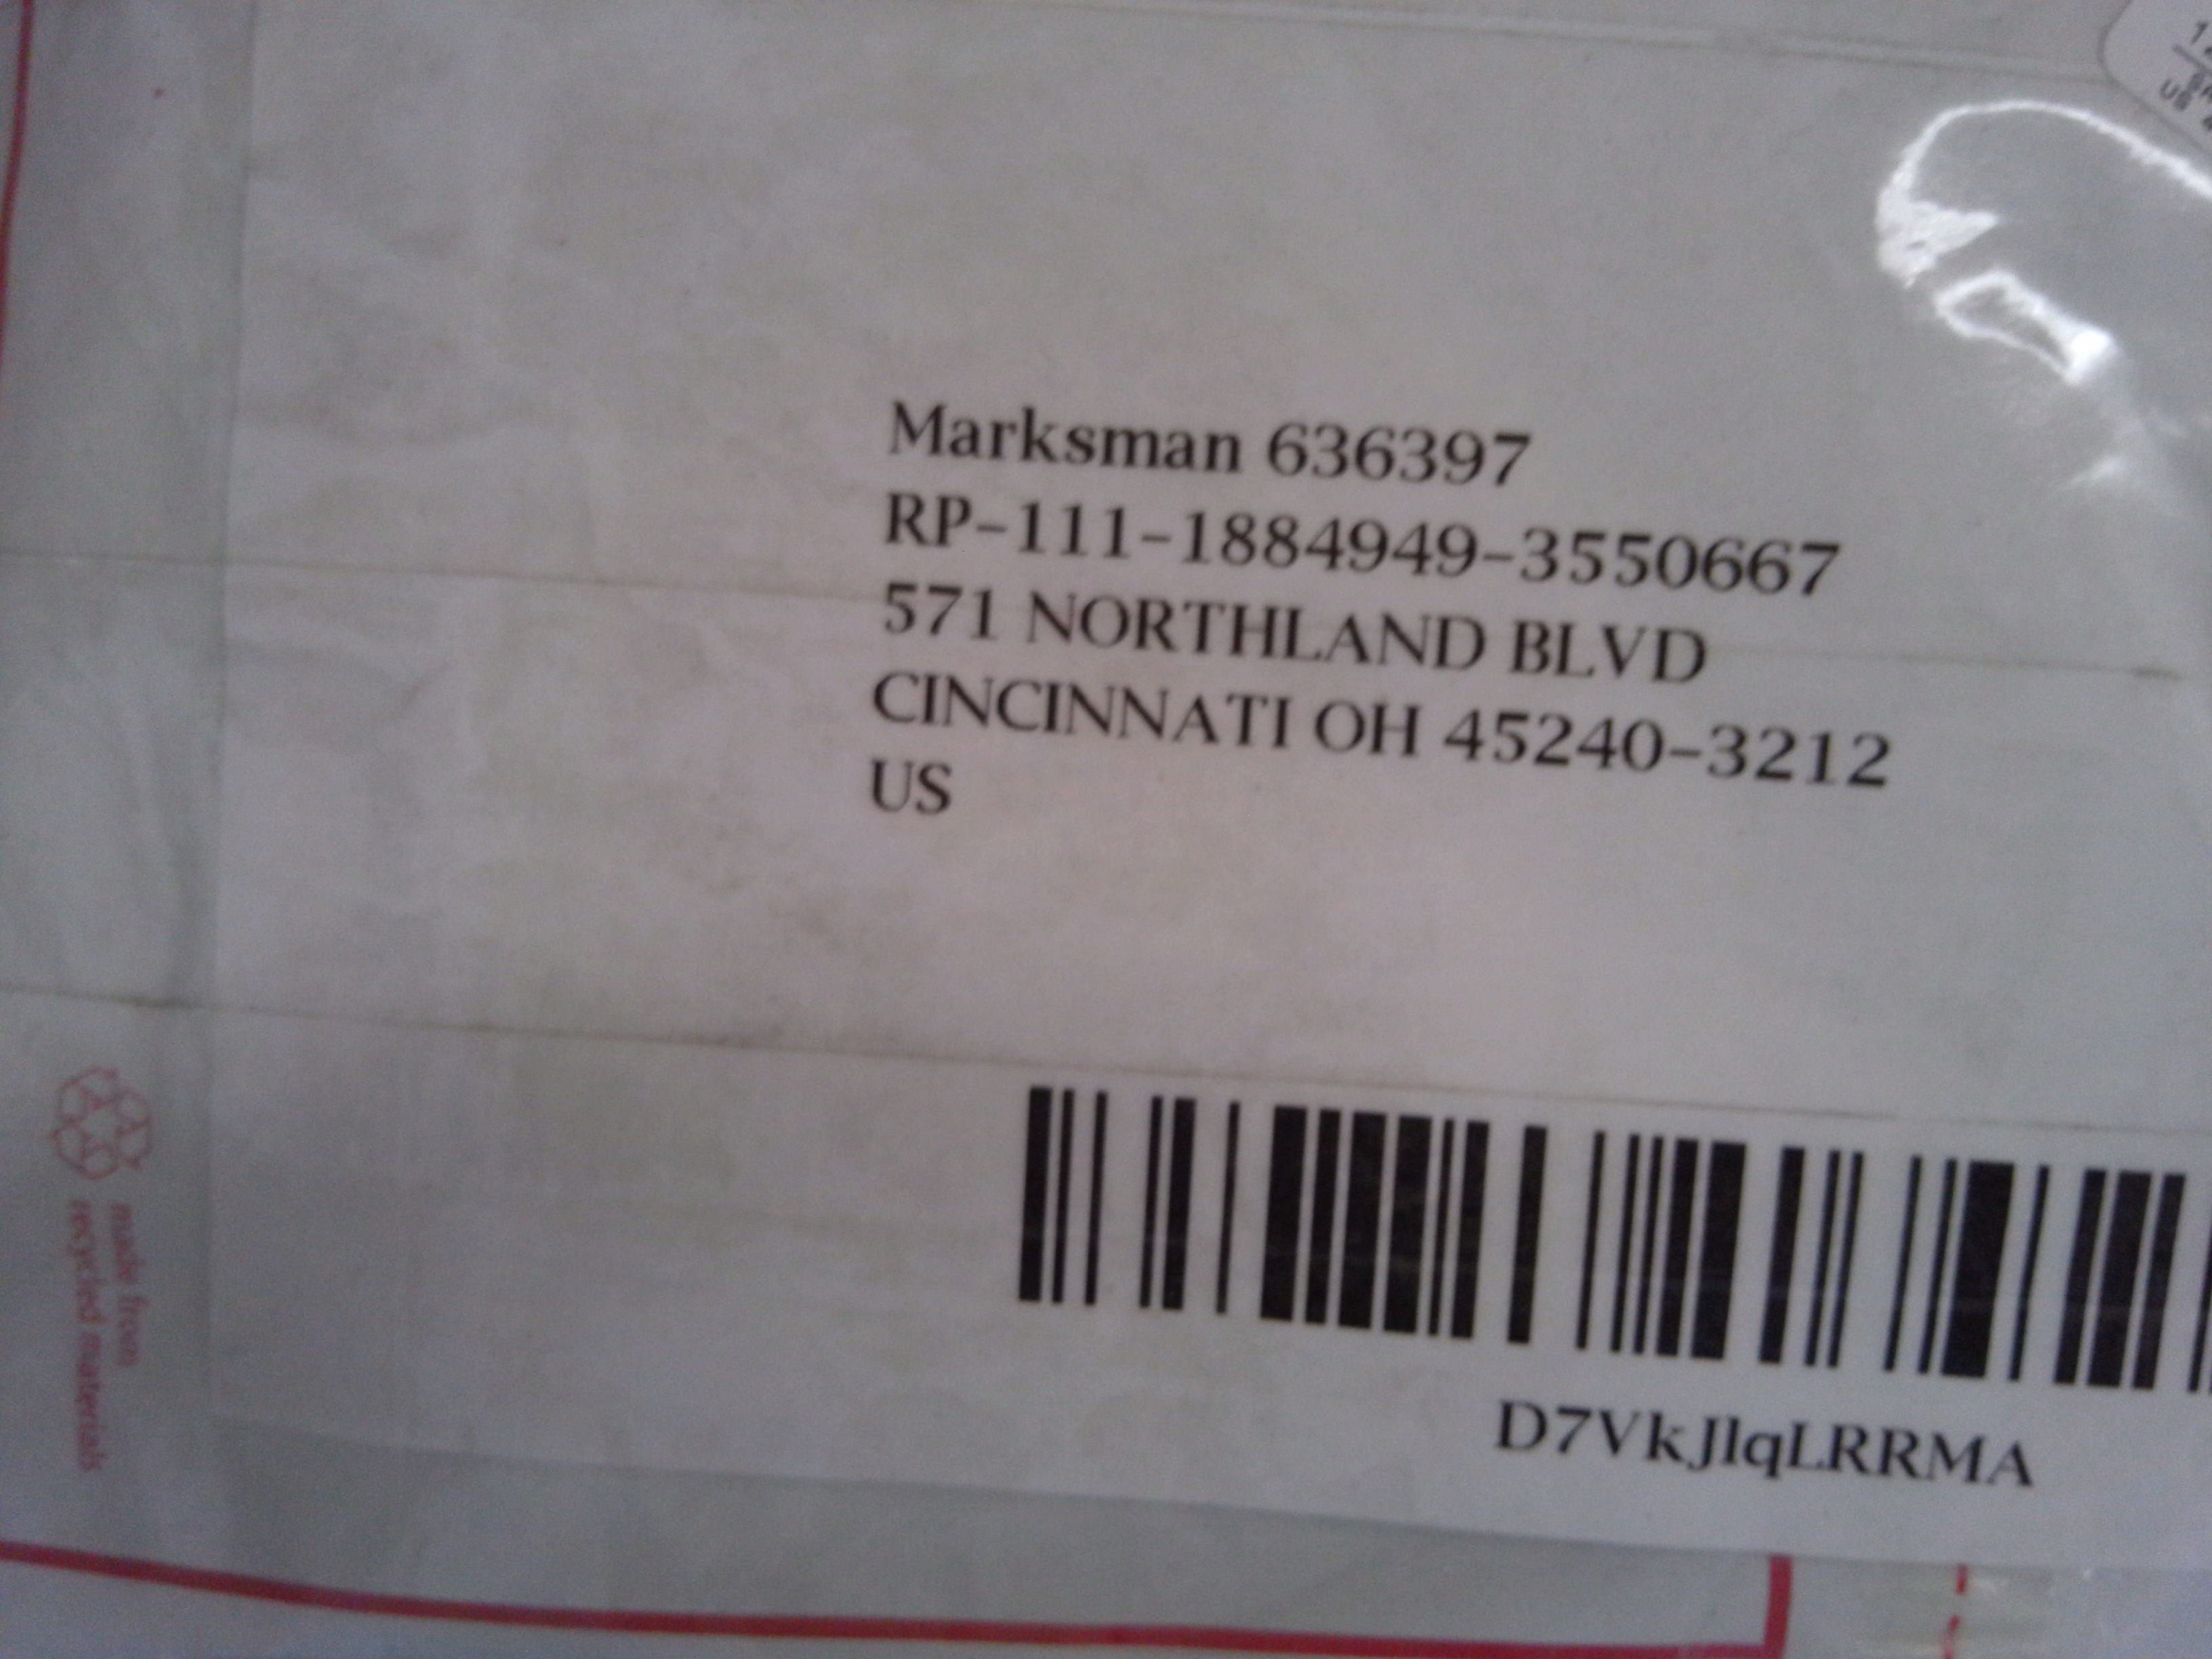 Marksman 636397
RP-111-1884949-3550667
571 NORTHLAND BLVD
CINCINNATI OH 45240-3212
US
D7VkJlqLRRMA
made from
recycled materials
US